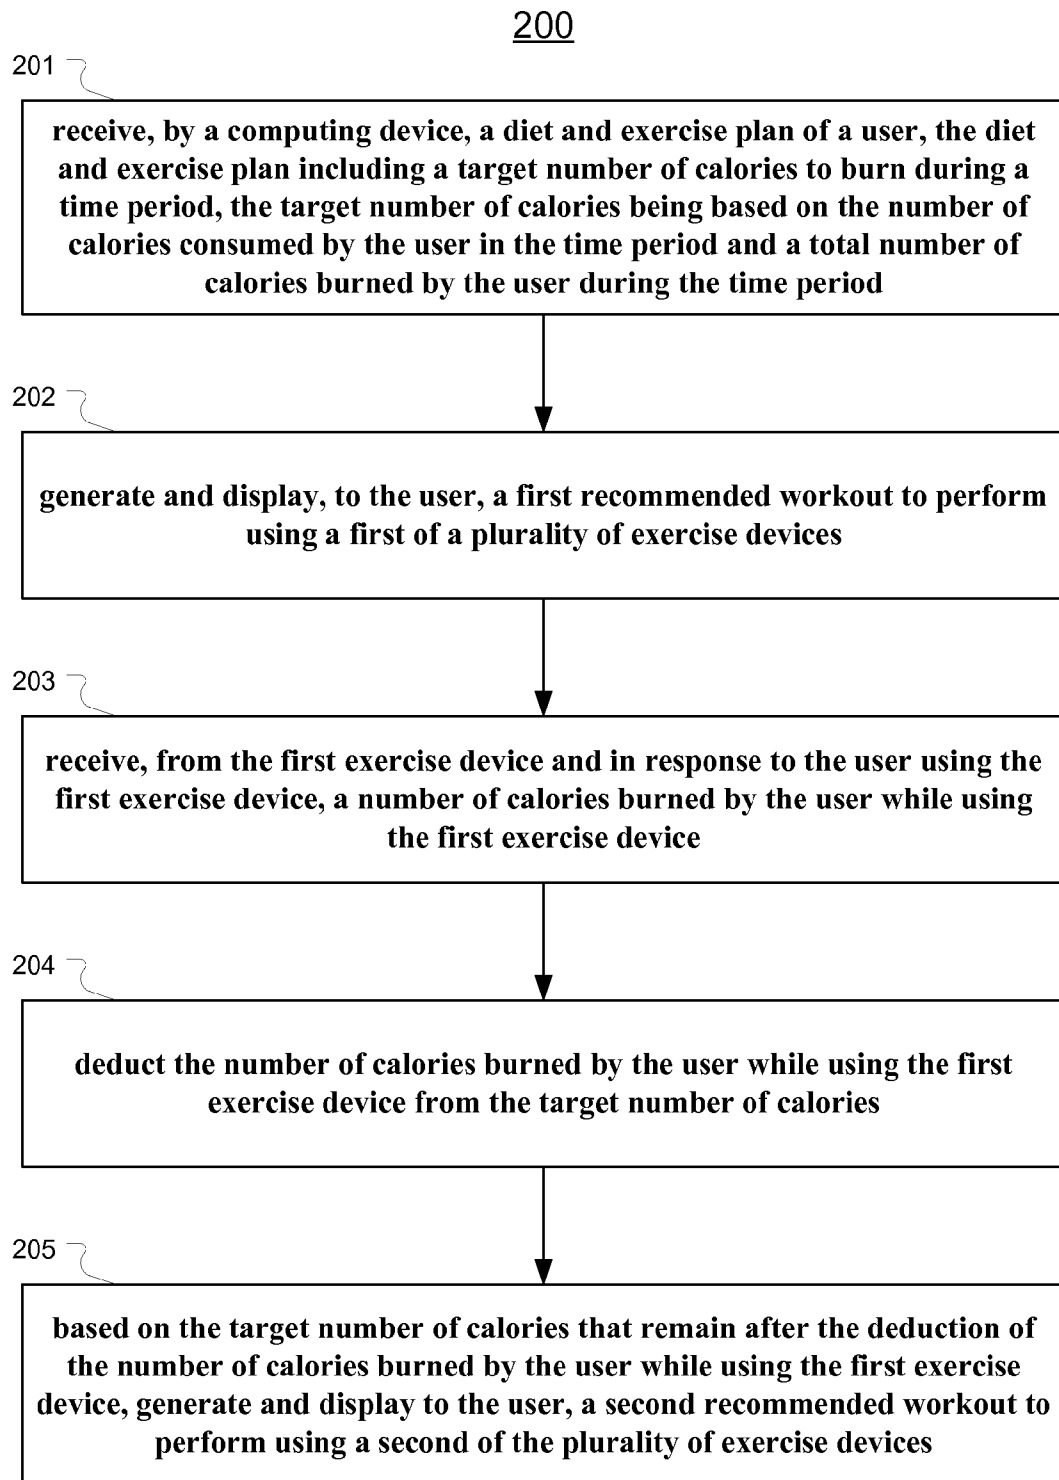 200
201
receive, by a computing device, a diet and exercise plan of a user, the diet
and exercise plan including a target number of calories to burn during a
time period, the target number of calories being based on the number of
calories consumed by the user in the time period and a total number of
calories burned by the user during the time period
202
generate and display, to the user, a first recommended workout to perform
using a first of a plurality of exercise devices
203
receive, from the first exercise device and in response to the user using the
first exercise device, a number of calories burned by the user while using
the first exercise device
204
deduct the number of calories burned by the user while using the first
exercise device from the target number of calories
205
based on the target number of calories that remain after the deduction of
the number of calories burned by the user while using the first exercise
device, generate and display to the user, a second recommended workout to
perform using a second of the plurality of exercise devices